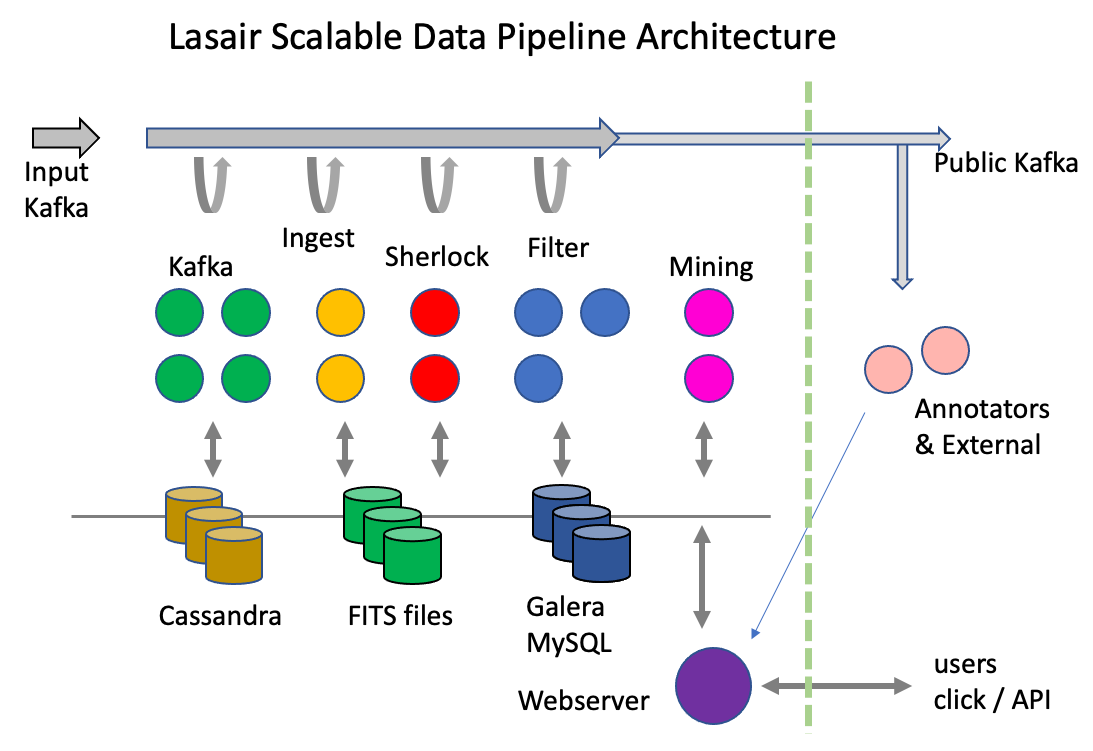 Lasair Scalable Data Pipeline Architecture
Input
Kafka
Public Kafka
Kafka
Ingest
Sherlock
Filter
Mining
Annotators
& External
Cassandra
FITS files
Galera
MySQL
Webserver
users
click / API